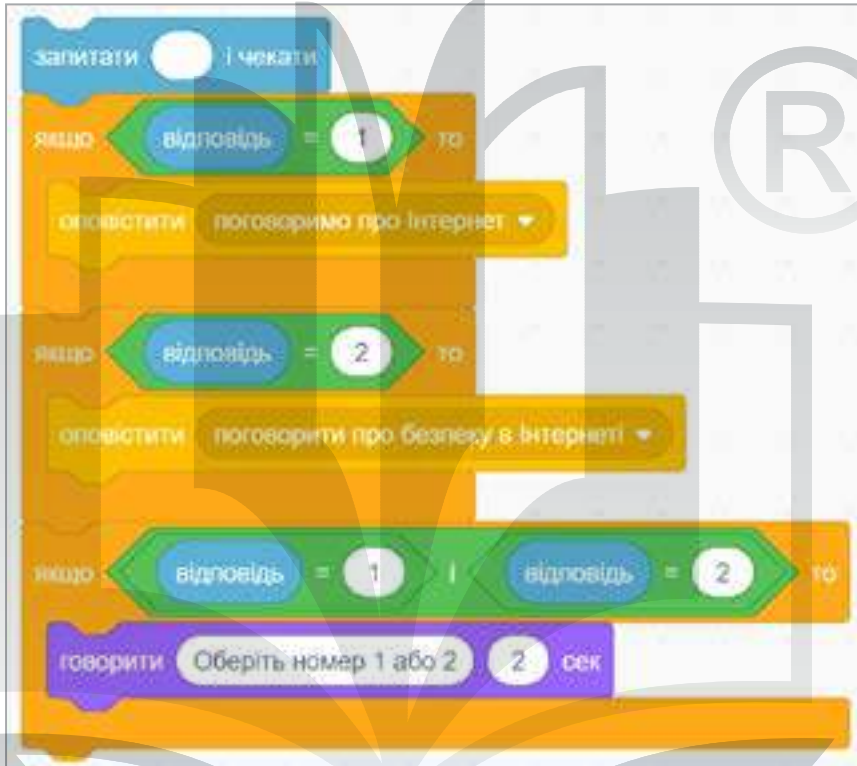 запитати і чекати
якщо відповідь = 1 то
оповістити поговоримо про Інтернет
якщо відповідь = 2 то
оповістити поговорити про безпеку в Інтернеті
якщо відповідь = 1 і відповідь = 2 то
говорити Оберіть номер 1 або 2 2 сек
®